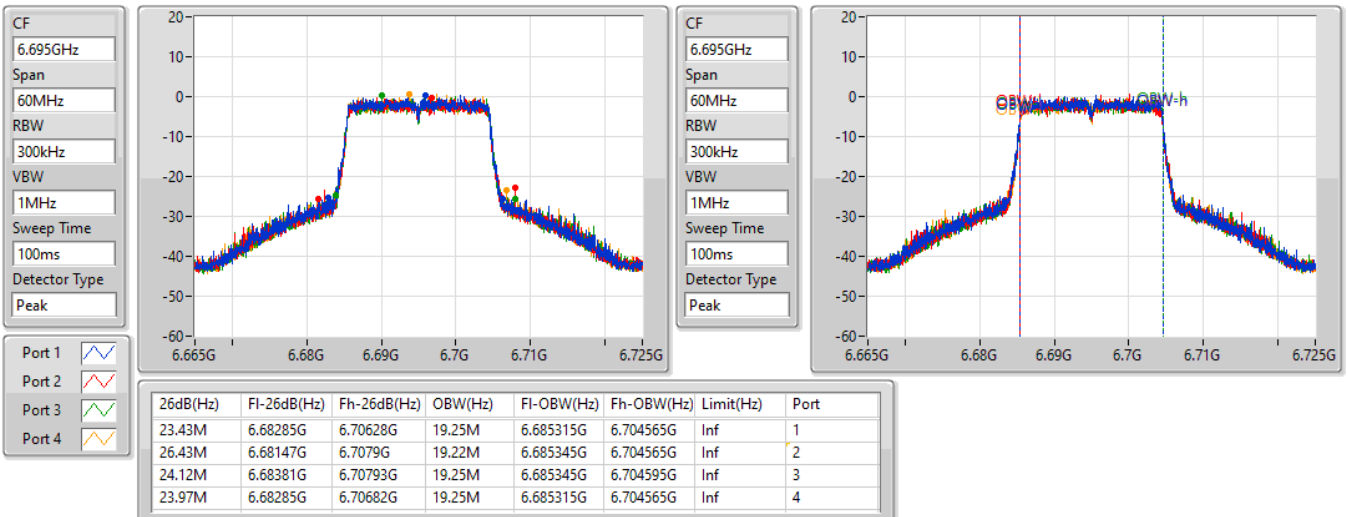 CF
6.695GHz
Span
60MHz
RBW
300kHz
VBW
1MHz
Sweep Time
100ms
Detector Type
Peak
20
10
0
-10
-20
-30
-40
-50
-60
6.665G 6.68G 6.69G 6.7G 6.71G 6.725G
CF
6.695GHz
Span
60MHz
RBW
300kHz
VBW
1MHz
Sweep Time
100ms
Detector Type
Peak
20
10
0
-10
-20
-30
-40
-50
-60
OBW-h
6.665G 6.68G 6.69G 6.7G 6.71G 6.725G
Port 1
Port 2
Port 3
Port 4
26dB(Hz) Fl-26dB(Hz) Fh-26dB(Hz) OBW(Hz) Fl-OBW(Hz) Fh-OBW(Hz) Limit(Hz) Port
23.43M 6.68285G 6.70628G 19.25M 6.685315G 6.704565G Inf 1
26.43M 6.68147G 6.7079G 19.22M 6.685345G 6.704565G Inf 2
24.12M 6.68381G 6.70793G 19.25M 6.685345G 6.704595G Inf 3
23.97M 6.68285G 6.70682G 19.25M 6.685315G 6.704565G Inf 4